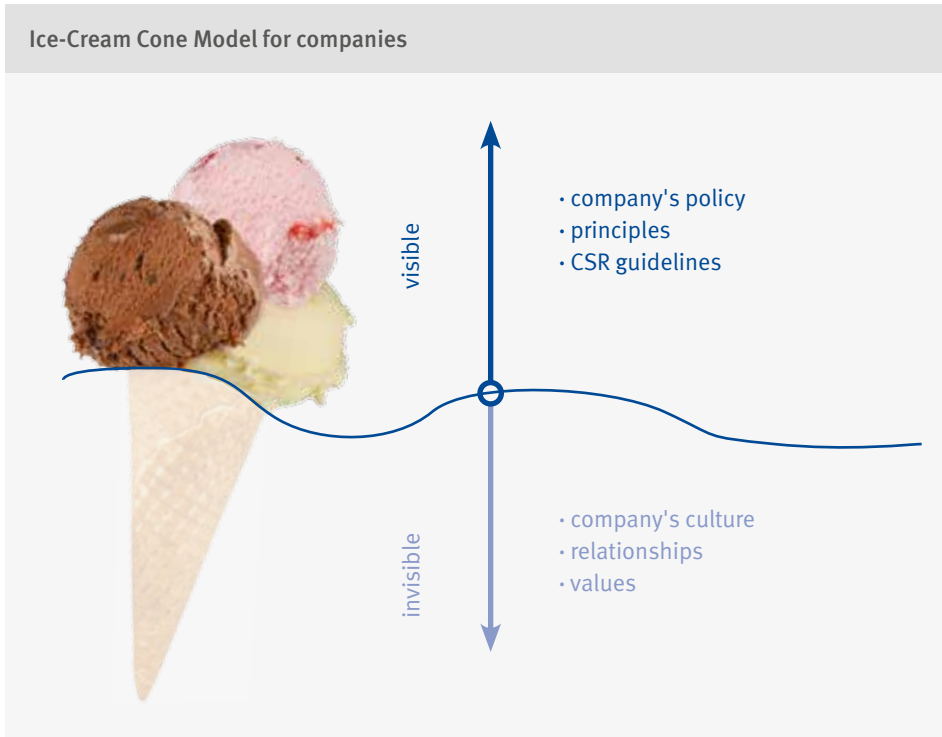 Ice-Cream Cone Model for companies
visible
· company's policy
· principles
· CSR guidelines
invisible
· company's culture
· relationships
· values